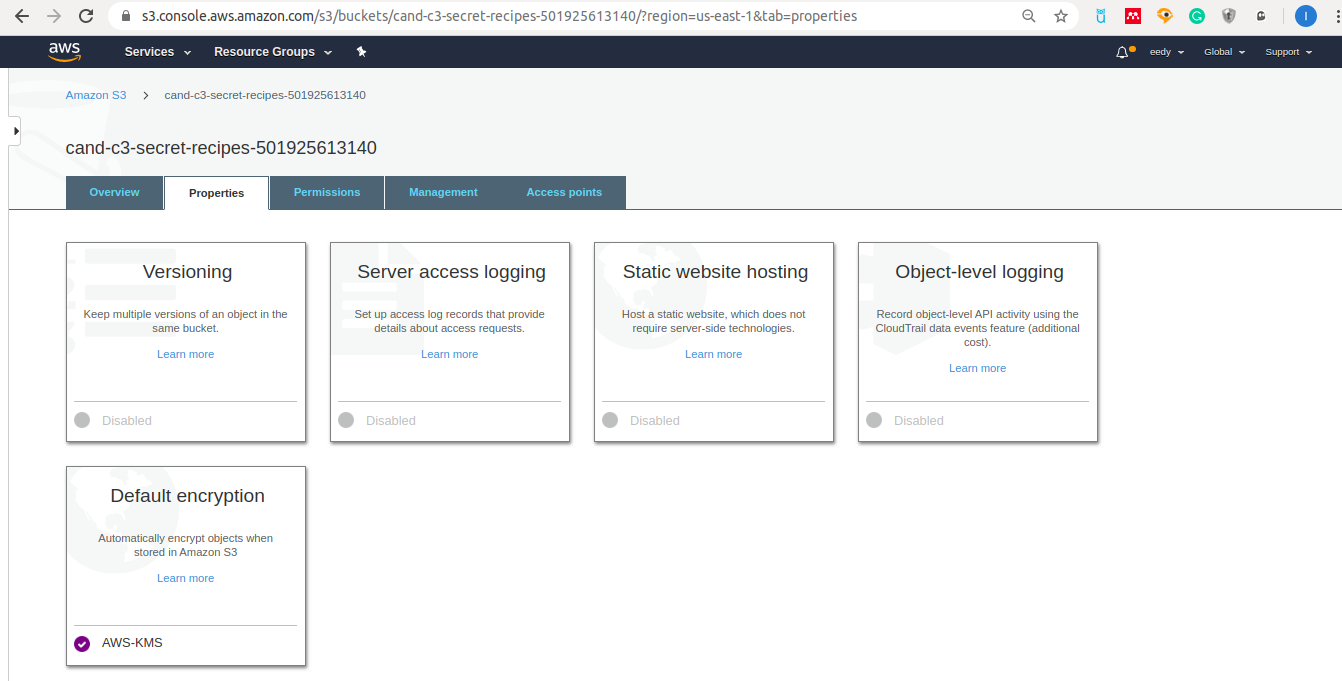 s3.console.aws.amazon.com/s3/buckets/cand-c3-secret-recipes-501925613140/?region=us-east-1&tab=properties
aws Services Resource Groups eedy Global Support
Amazon S3 > cand-c3-secret-recipes-501925613140
cand-c3-secret-recipes-501925613140
Overview Properties Permissions Management Access points
Versioning
Keep multiple versions of an object in the
same bucket.
Learn more
Disabled
Server access logging
Set up access log records that provide
details about access requests.
Learn more
Disabled
Static website hosting
Host a static website, which does not
require server-side technologies.
Learn more
Disabled
Object-level logging
Record object-level API activity using the
CloudTrail data events feature (additional
cost).
Learn more
Disabled
Default encryption
Automatically encrypt objects when
stored in Amazon S3
Learn more
AWS-KMS